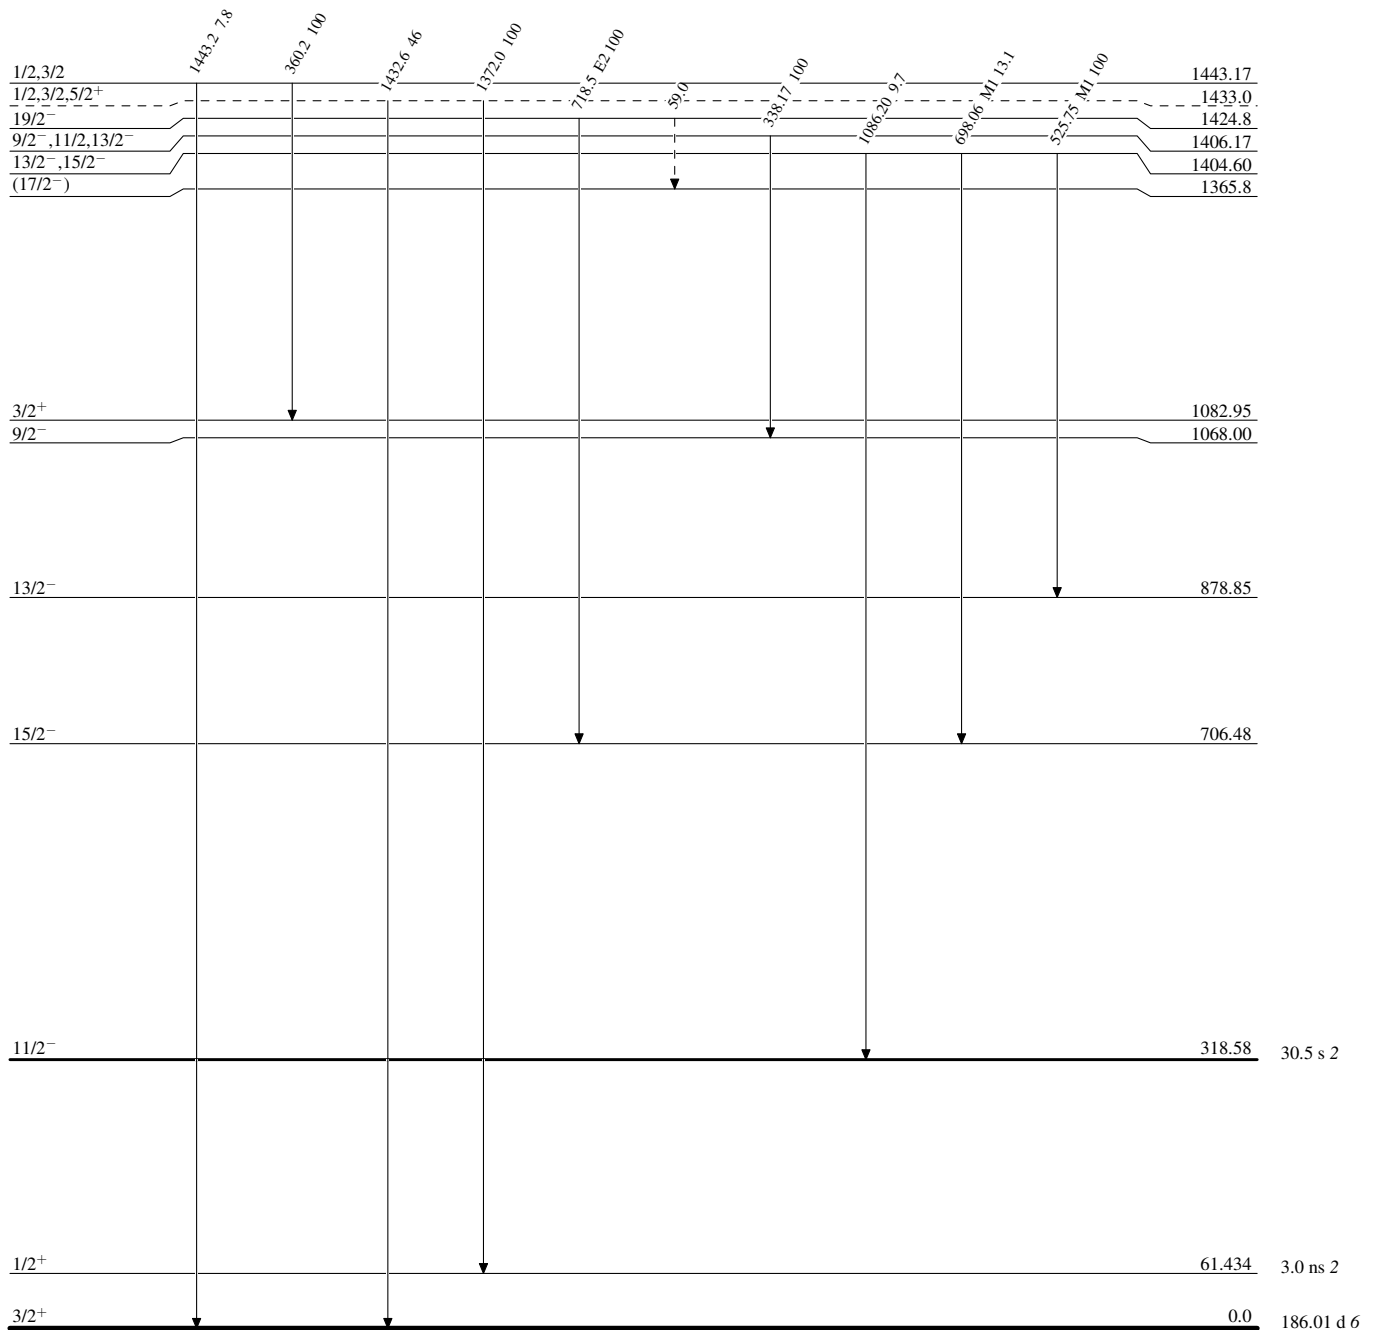 1443.2 7.8
360.2 100
1432.6 46
1372.0 100
718.5 E2 100
59.0
338.17 100
1086.20 9.7
698.06 M1 13.1
525.75 M1 100
1/2,3/2 1443.17
1/2,3/2,5/2⁺ 1433.0
19/2⁻ 1424.8
9/2⁻,11/2,13/2⁻ 1406.17
13/2⁻,15/2⁻ 1404.60
(17/2⁻) 1365.8
3/2⁺ 1082.95
9/2⁻ 1068.00
13/2⁻ 878.85
15/2⁻ 706.48
11/2⁻ 318.58 30.5 s 2
1/2⁺ 61.434 3.0 ns 2
3/2⁺ 0.0 186.01 d 6